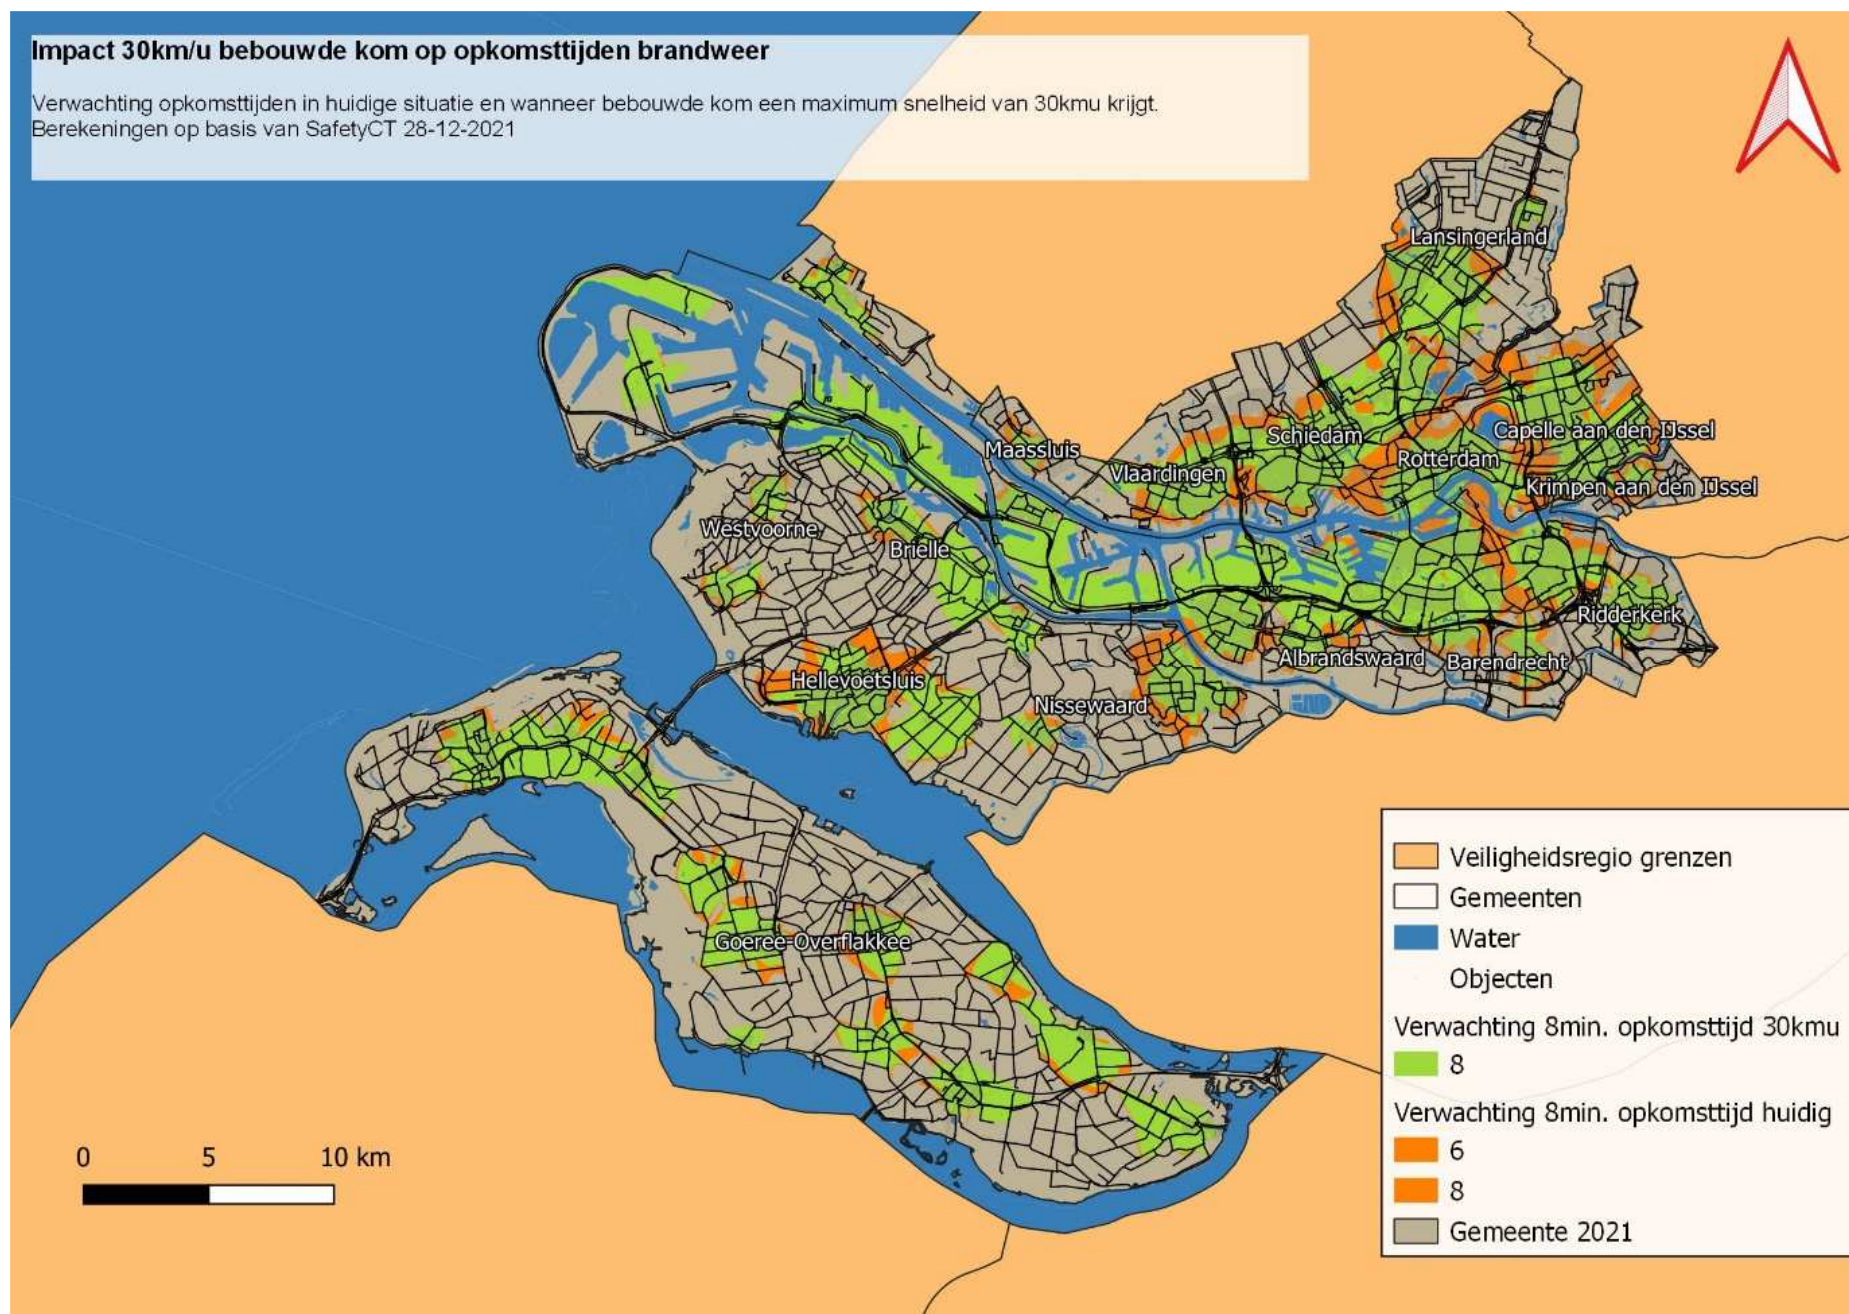 Impact 30km/u bebouwde kom op opkomsttijden brandweer
Verwachting opkomsttijden in huidige situatie en wanneer bebouwde kom een maximum snelheid van 30kmu krijgt.
Berekeningen op basis van SafetyCT 28-12-2021
Lansingerland
Maassluis
Schiedam
Capelle aan den IJssel
Vlaardingen
Rotterdam
Krimpen aan den IJssel
Westvoorne
Brielle
Ridderkerk
Albrandswaard
Barendrecht
Hellevoetsluis
Nissewaard
Goeree-Overflakkee
Veiligheidsregio grenzen
Gemeenten
Water
Objecten
Verwachting 8min. opkomsttijd 30kmu
8
Verwachting 8min. opkomsttijd huidig
6
8
Gemeente 2021
0 5 10 km